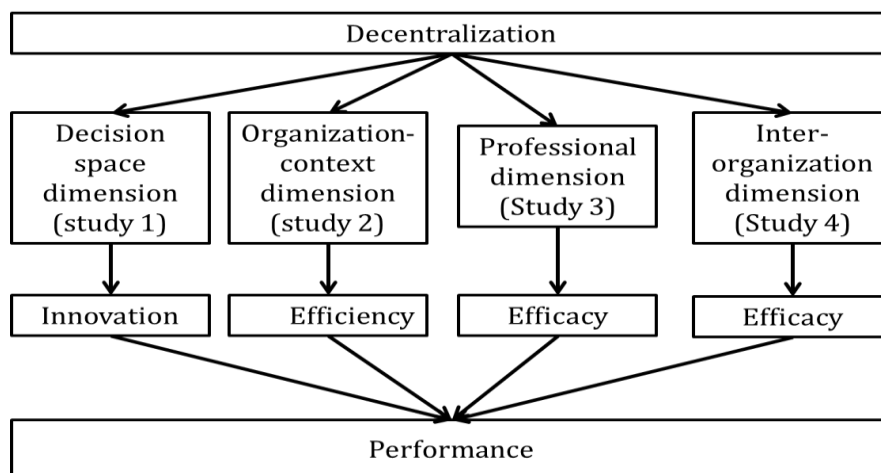 Decentralization
Decision
space
dimension
(study 1)
Organization-
context
dimension
(study 2)
Professional
dimension
(Study 3)
Inter-
organization
dimension
(Study 4)
Innovation
Efficiency
Efficacy
Efficacy
Performance